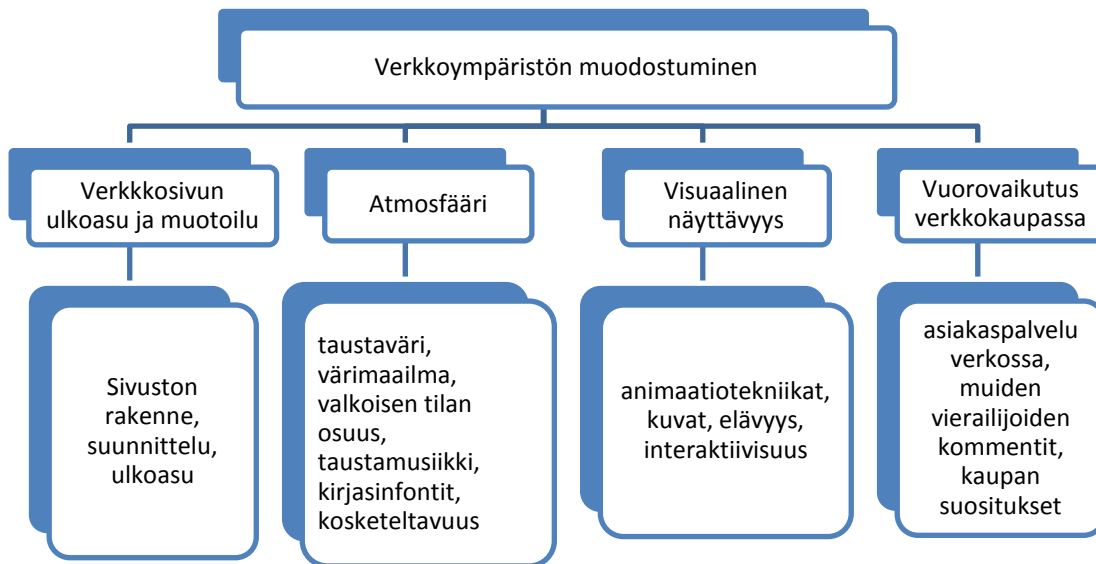 Verkkoympäristön muodostuminen
Verkkkosivun
ulkoasu ja muotoilu
Atmosfääri
Visuaalinen
näyttävyys
Vuorovaikutus
verkkokaupassa
Sivuston
rakenne,
suunnittelu,
ulkoasu
taustaväri,
värimaailma,
valkoisen tilan
osuus,
taustamusiikki,
kirjasinfontit,
kosketeltavuus
animaatiotekniikat,
kuvat, elävyys,
interaktiivisuus
asiakaspalvelu
verkossa,
muiden
vierailijoiden
kommentit,
kaupan
suositukset